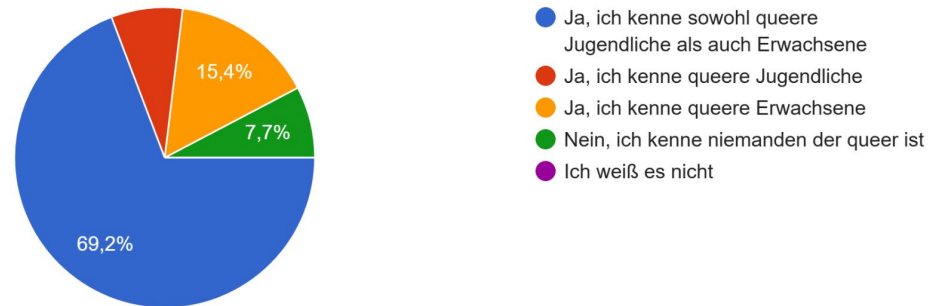 Ja, ich kenne sowohl queere
Jugendliche als auch Erwachsene
Ja, ich kenne queere Jugendliche
Ja, ich kenne queere Erwachsene
Nein, ich kenne niemanden der queer ist
Ich weiß es nicht
15,4%
7,7%
69,2%